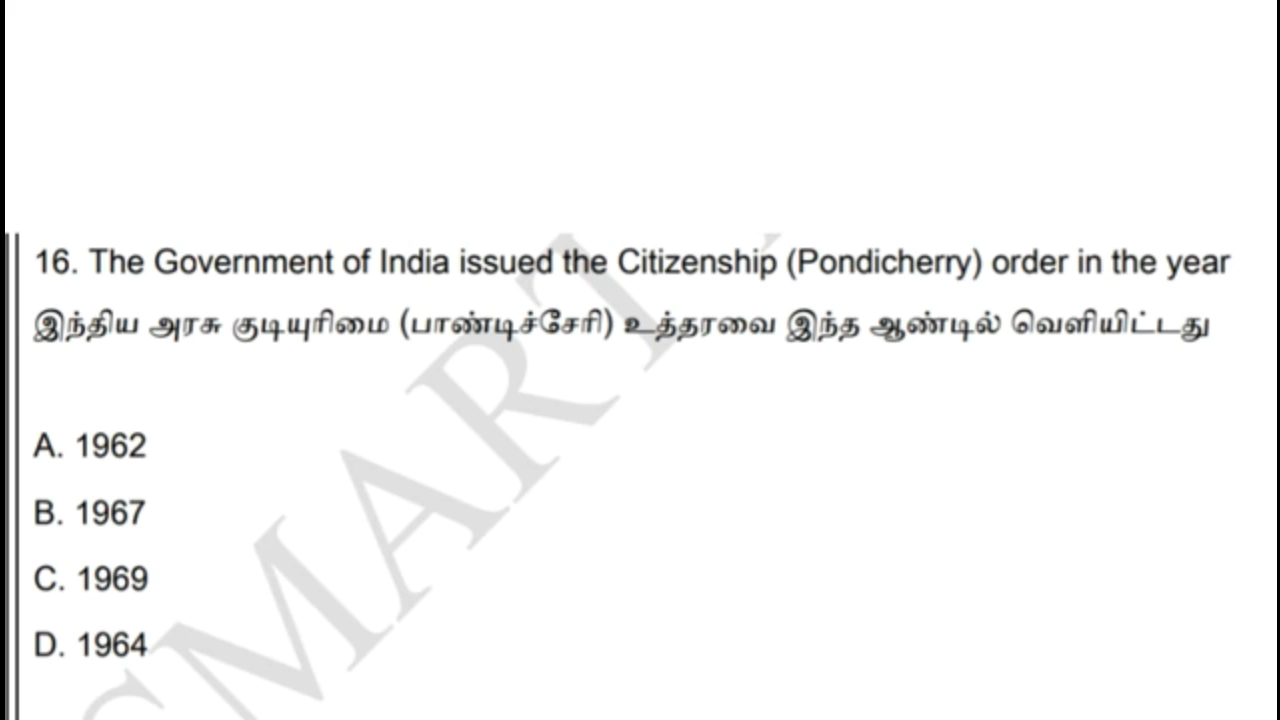 16. The Government of India issued the Citizenship (Pondicherry) order in the year
இந்திய அரசு குடியுரிமை (பாண்டிச்சேரி) உத்தரவை இந்த ஆண்டில் வெளியிட்டது
A. 1962
B. 1967
C. 1969
D. 1964
SMART